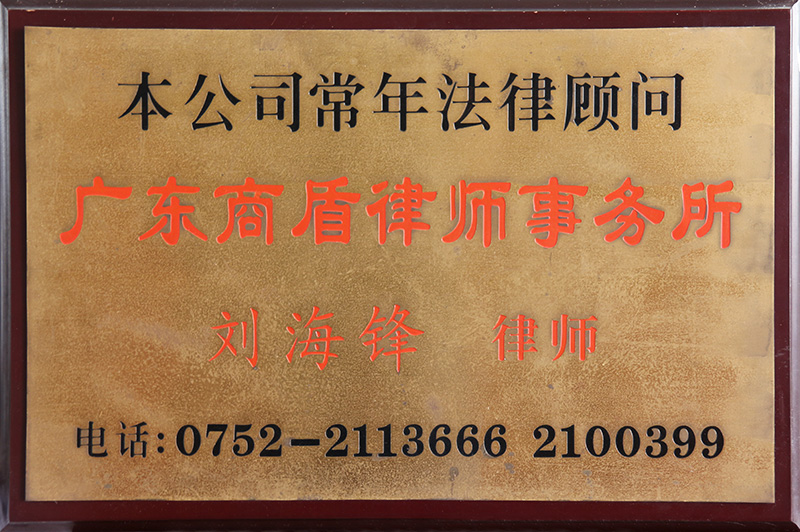 本公司常年法律顾问
广东商盾律师事务所
刘海锋 律师
电话:0752-2113666 2100399